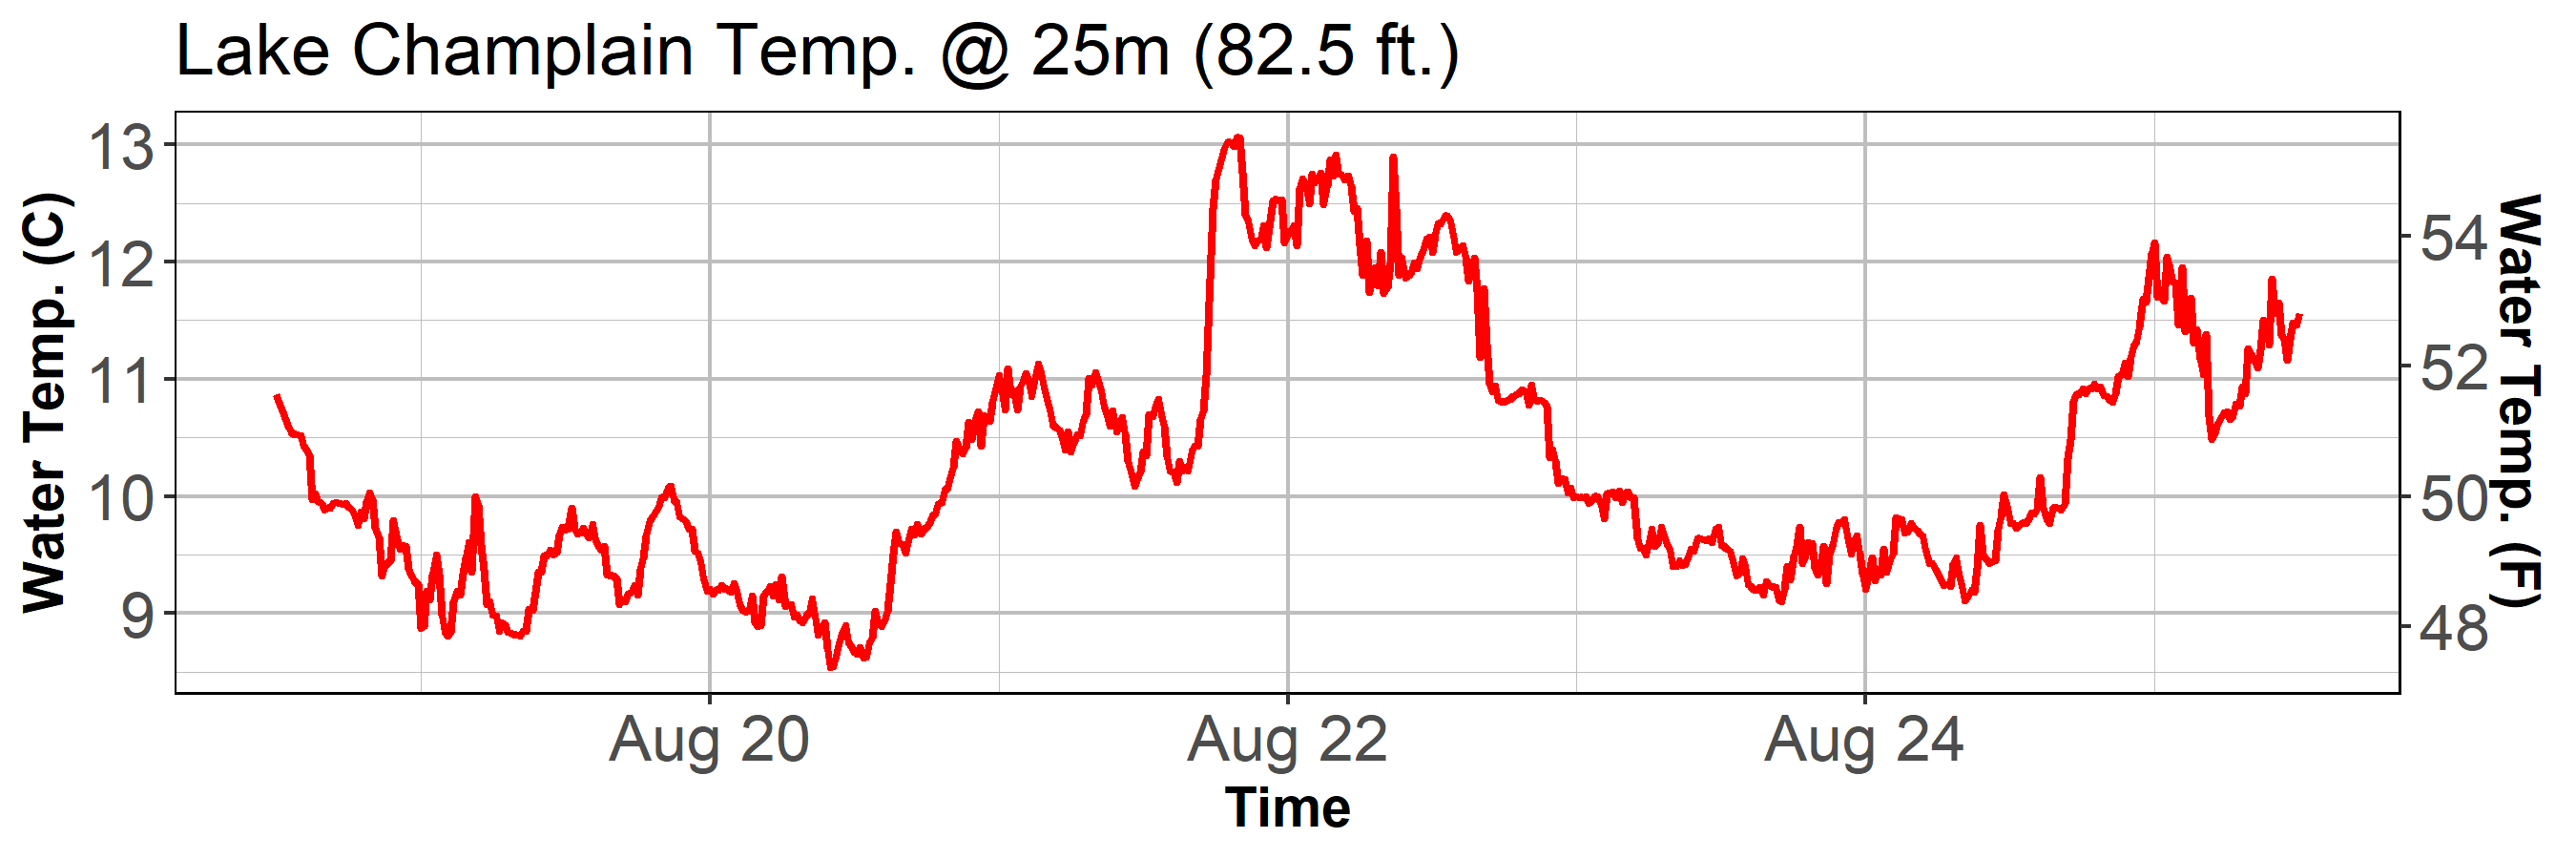 Lake Champlain Temp. @ 25m (82.5 ft.)
Water Temp. (C)
13
12
11
10
9
54
52
50
48
Water Temp. (F)
Aug 20 Aug 22 Aug 24
Time